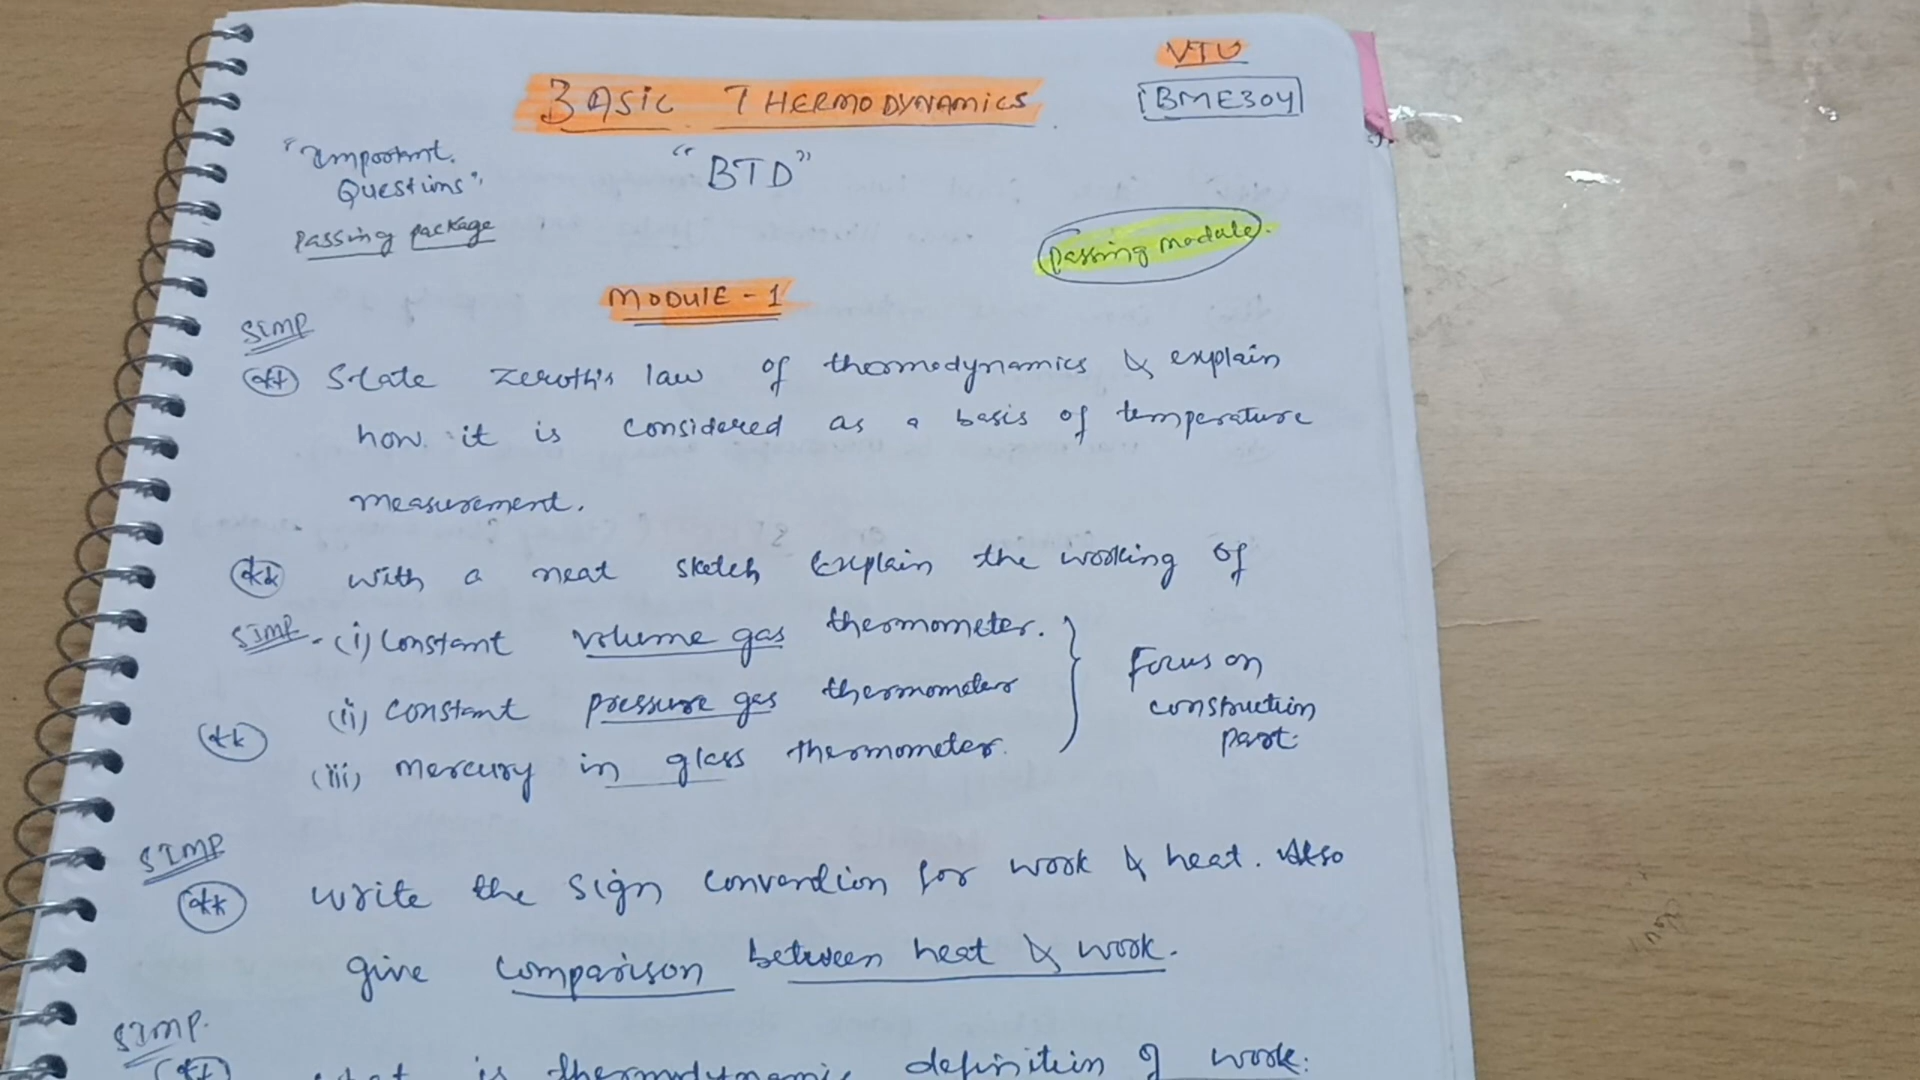 VTU
BASIC THERMODYNAMICS
BME304
"Important.
Questions"
"BTD"
Passing package
Passing module.
MODULE - 1
SIMP
** State zeroth's law of thermodynamics & explain
how it is considered as a basis of temperature
measurement.
** with a neat sketch Explain the working of
SIMP - (i) Constant volume gas thermometer.
(ii) constant pressure gas thermometer
** (iii) mercury in glass thermometer.
Focus on
construction
part.
SIMP
** write the sign convention for work & heat. Also
give comparison between heat & work.
SIMP.
** what is thermodynamic definition of work: